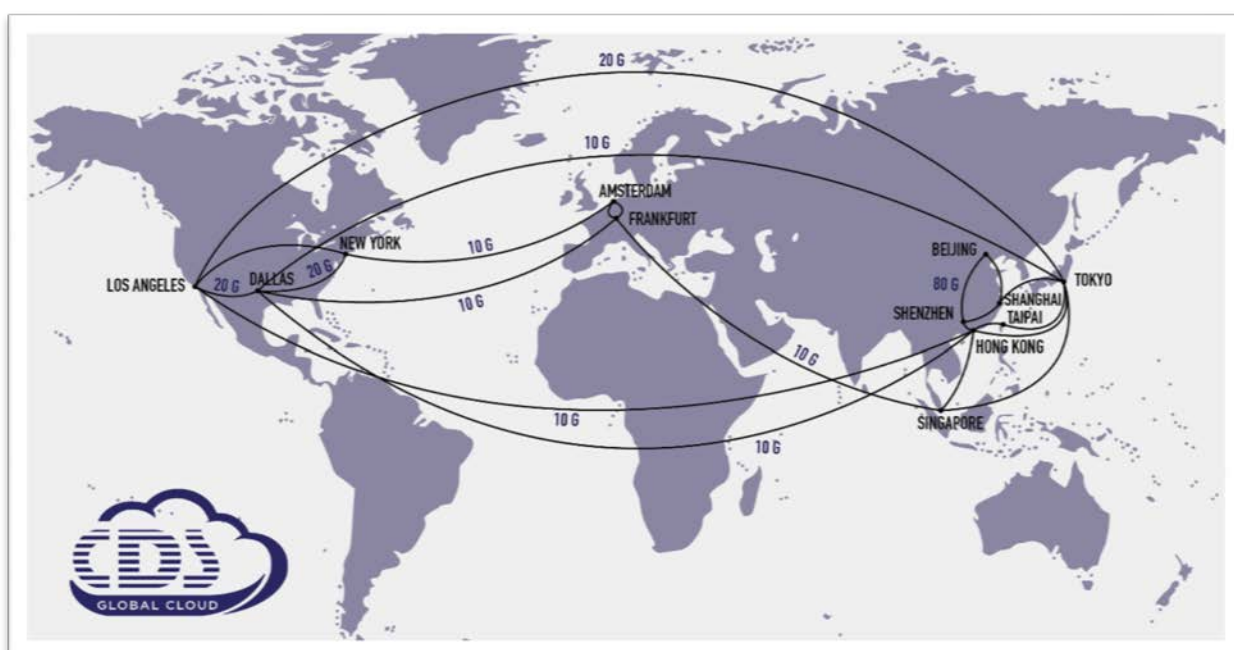 20 G
10 G
AMSTERDAM
FRANKFURT
NEW YORK
10 G
BEIJING
LOS ANGELES
20 G
DALLAS
20 G
10 G
80 G
TOKYO
SHANGHAI
SHENZHEN
TAIPAI
HONG KONG
10 G
10 G
SINGAPORE
10 G
CDS
GLOBAL CLOUD